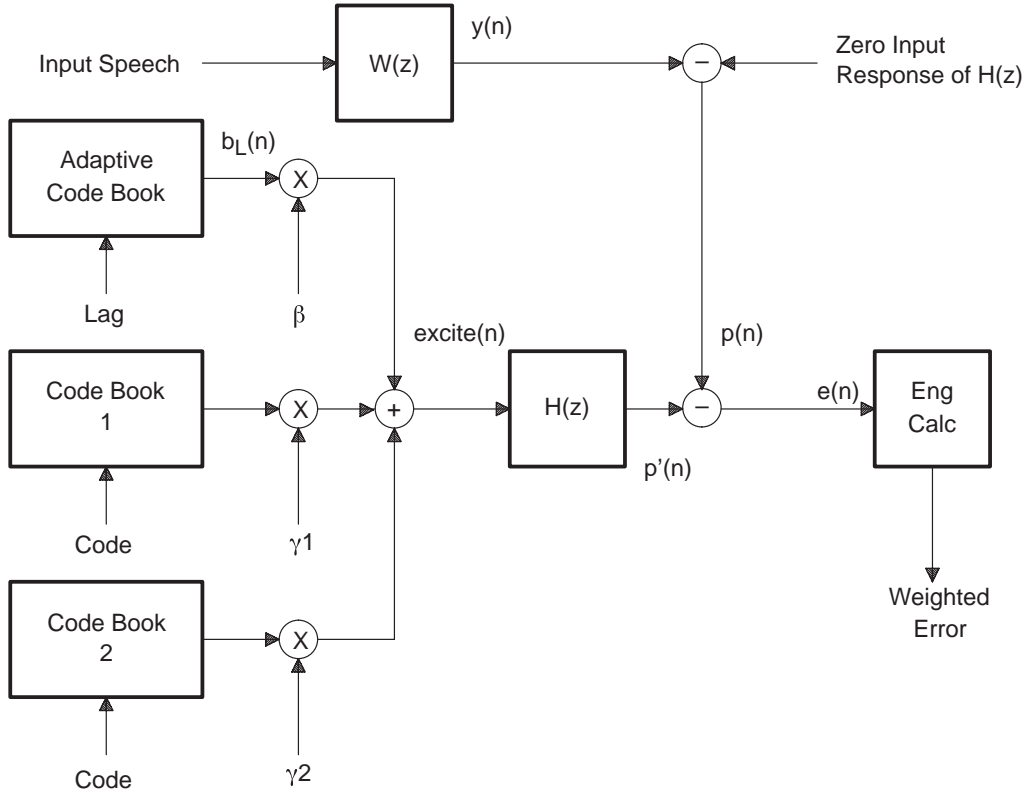 y(n)
Input Speech
W(z)
−
Zero Input
Response of H(z)
Adaptive
Code Book
bL(n)
X
Lag
β
excite(n)
p(n)
Code Book
1
X
+
H(z)
−
e(n)
Eng
Calc
p’(n)
Code
γ1
Code Book
2
X
Weighted
Error
Code
γ2